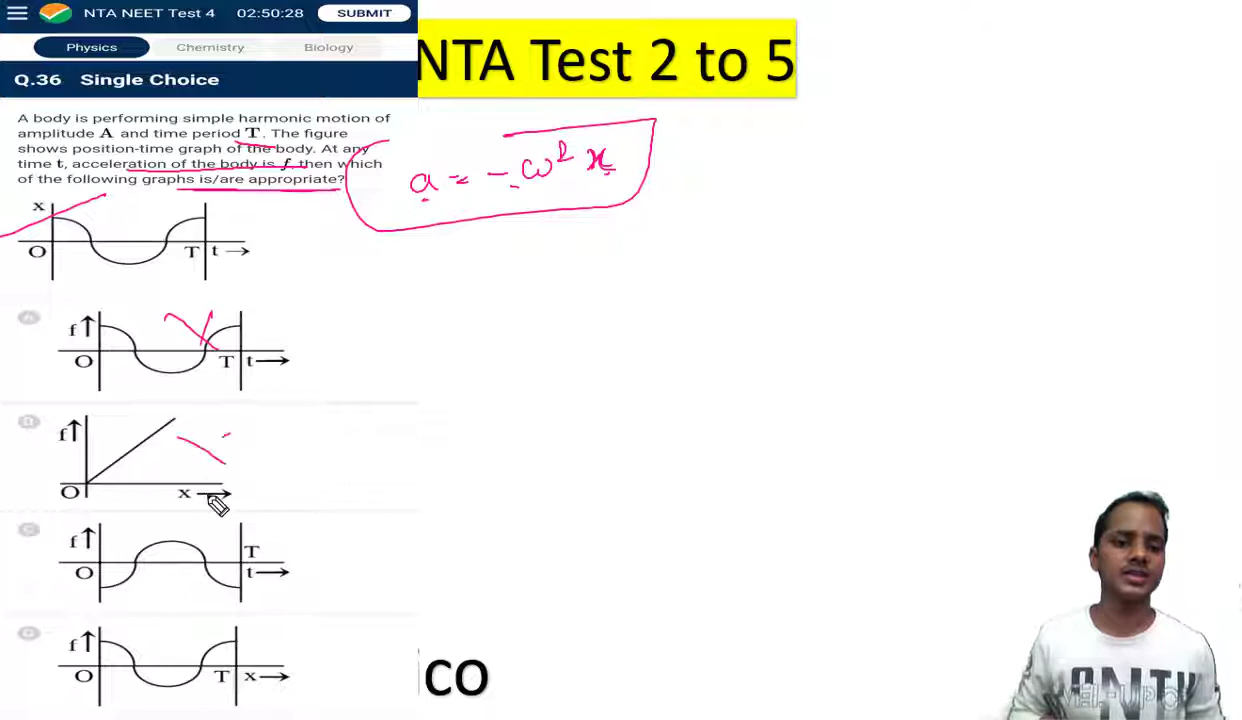 NTA NEET Test 4 02:50:28 SUBMIT
Physics Chemistry Biology
Q.36 Single Choice
NTA Test 2 to 5
A body is performing simple harmonic motion of
amplitude A and time period T. The figure
shows position-time graph of the body. At any
time t, acceleration of the body is f then which
of the following graphs is/are appropriate?
a = - ω² x
x
O T t →
A
f ↑
O T t →
B
f ↑
O x →
C
f ↑ T
O t →
D
f ↑
O T x →
co